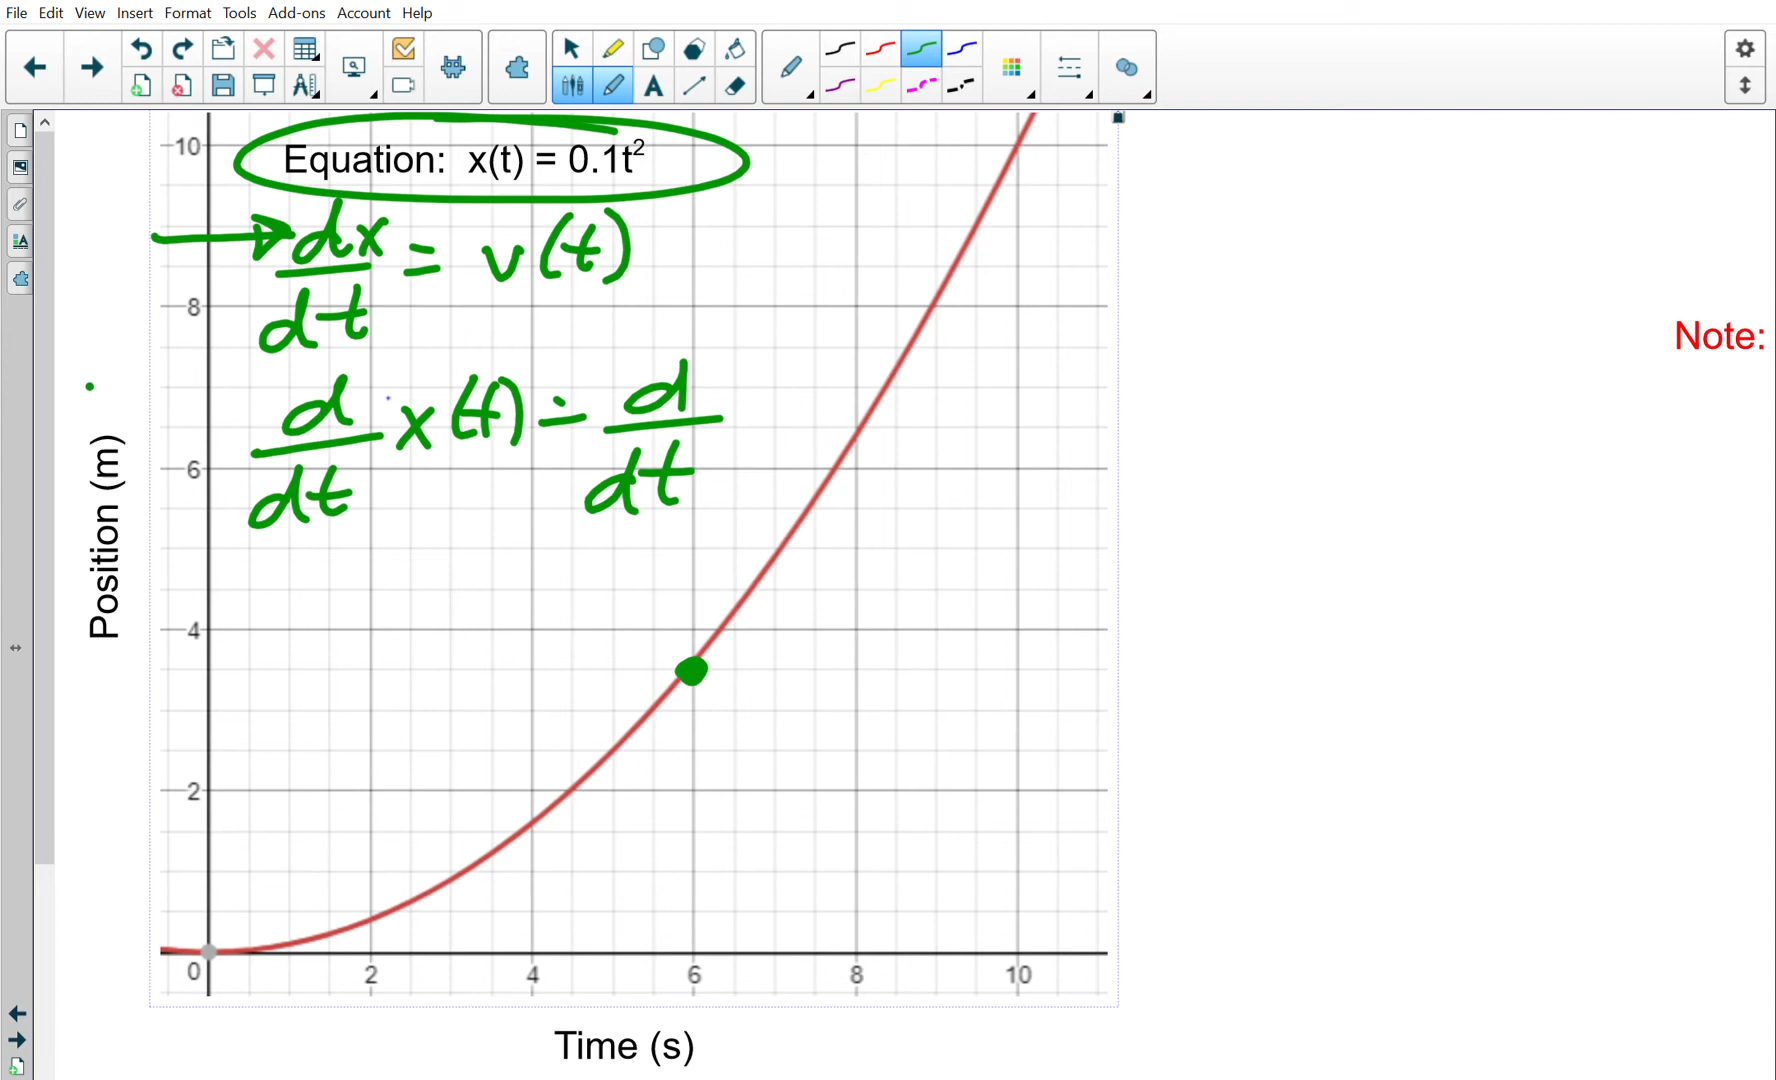 File Edit View Insert Format Tools Add-ons Account Help
Equation: x(t) = 0.1t²
dx = v(t)
dt
d x(t) = d
dt dt
Note:
Position (m)
10
8
6
4
2
0 2 4 6 8 10
Time (s)